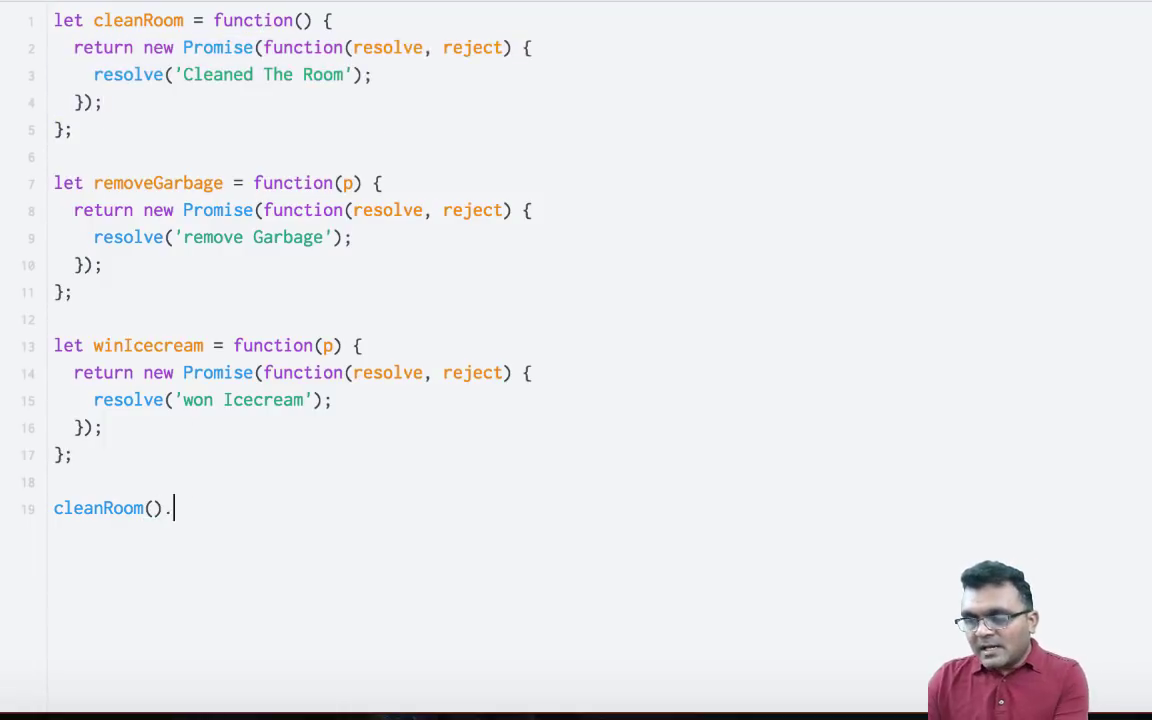 1 let cleanRoom = function() {
2 return new Promise(function(resolve, reject) {
3 resolve('Cleaned The Room');
4 });
5 };
6
7 let removeGarbage = function(p) {
8 return new Promise(function(resolve, reject) {
9 resolve('remove Garbage');
10 });
11 };
12
13 let winIcecream = function(p) {
14 return new Promise(function(resolve, reject) {
15 resolve('won Icecream');
16 });
17 };
18
19 cleanRoom().